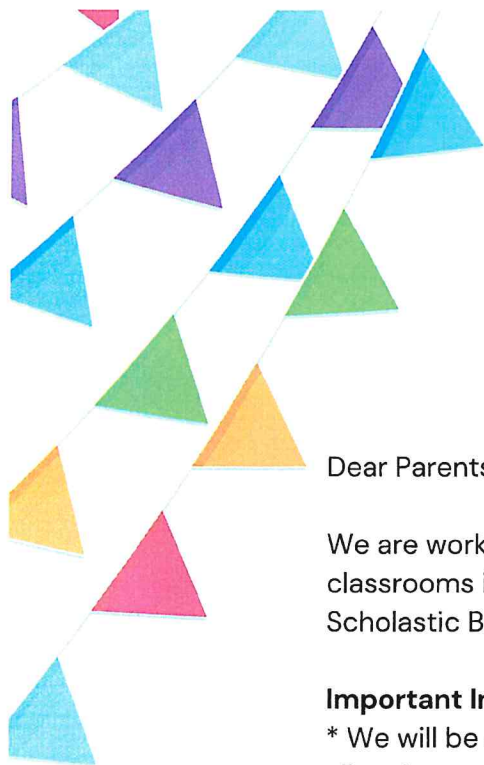 Dear Parents
We are work
classrooms i
Scholastic B
Important In
* We will be